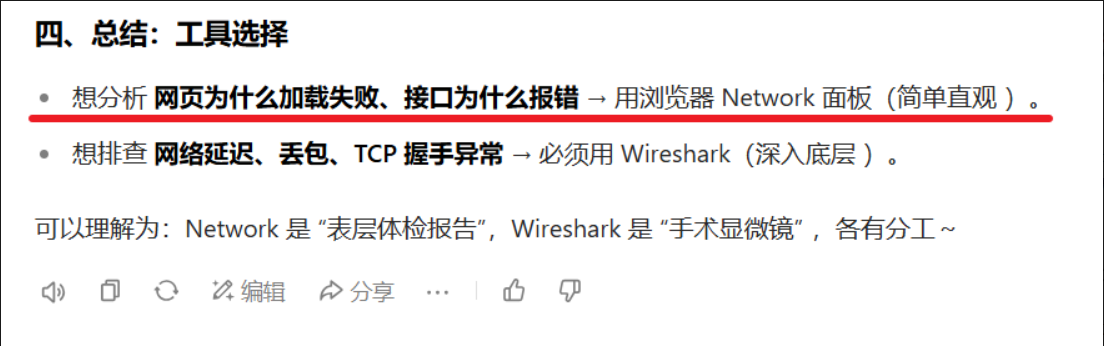 四、总结：工具选择
想分析 网页为什么加载失败、接口为什么报错 → 用浏览器 Network 面板（简单直观 ）。
想排查 网络延迟、丢包、TCP 握手异常 → 必须用 Wireshark（深入底层 ）。
可以理解为：Network 是 “表层体检报告”，Wireshark 是 “手术显微镜” ，各有分工～
编辑 分享